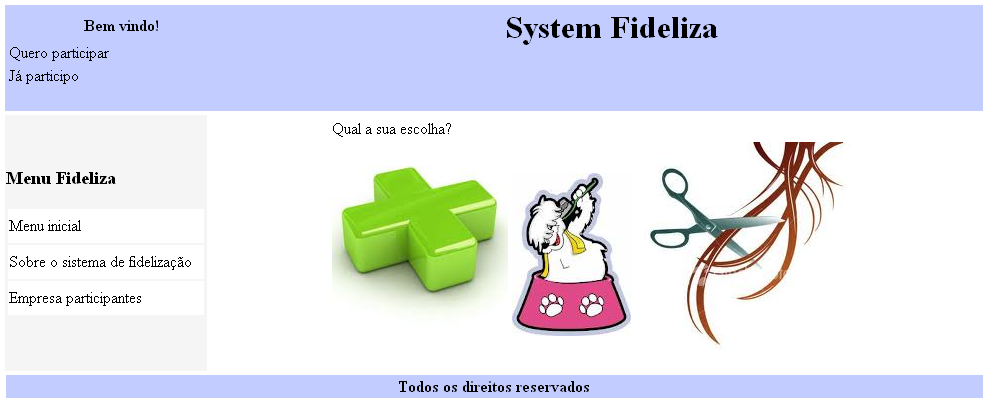 Bem vindo!
Quero participar
Já participo
System Fideliza
Menu Fideliza
Menu inicial
Sobre o sistema de fidelização
Empresa participantes
Qual a sua escolha?
Todos os direitos reservados